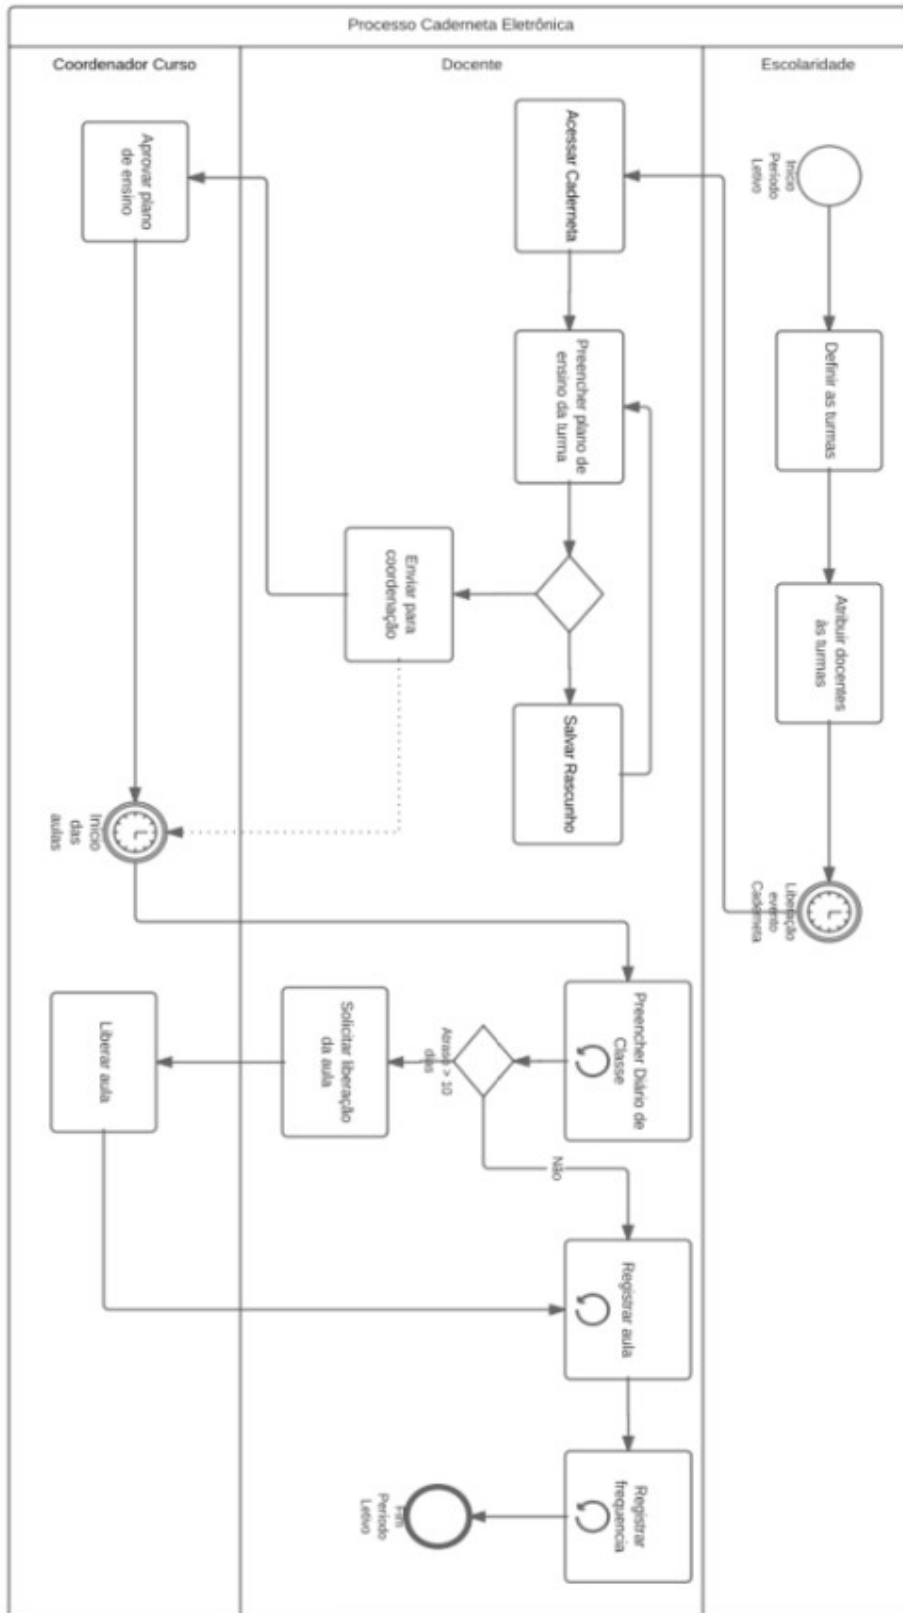 Processo Caderneta Eletrônica
Coordenador Curso
Docente
Escolaridade
Início
Período
Letivo
Definir as turmas
Atribuir docentes
às turmas
Liberação
evento
Caderneta
Acessar Caderneta
Preencher plano de
ensino da turma
Salvar Rascunho
Enviar para
coordenação
Aprovar plano
de ensino
Início
das
aulas
Preencher Diário de
Classe
Atraso > 10
dias
Não
Solicitar liberação
da aula
Liberar aula
Registrar aula
Registrar
frequencia
Fim
Período
Letivo